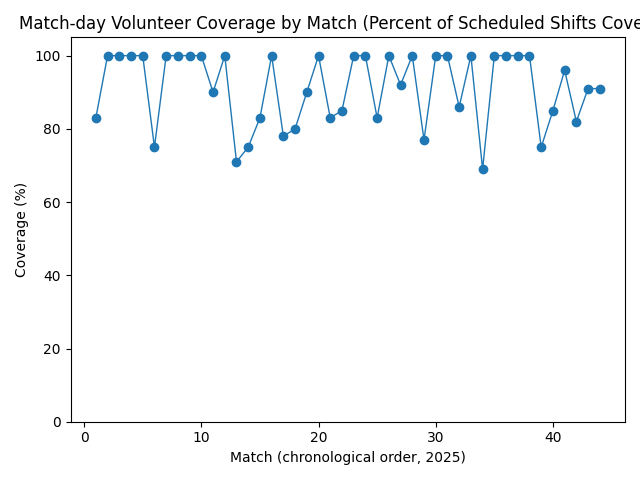 Match-day Volunteer Coverage by Match (Percent of Scheduled Shifts Cove
100
80
60
40
20
0
Coverage (%)
0 10 20 30 40
Match (chronological order, 2025)